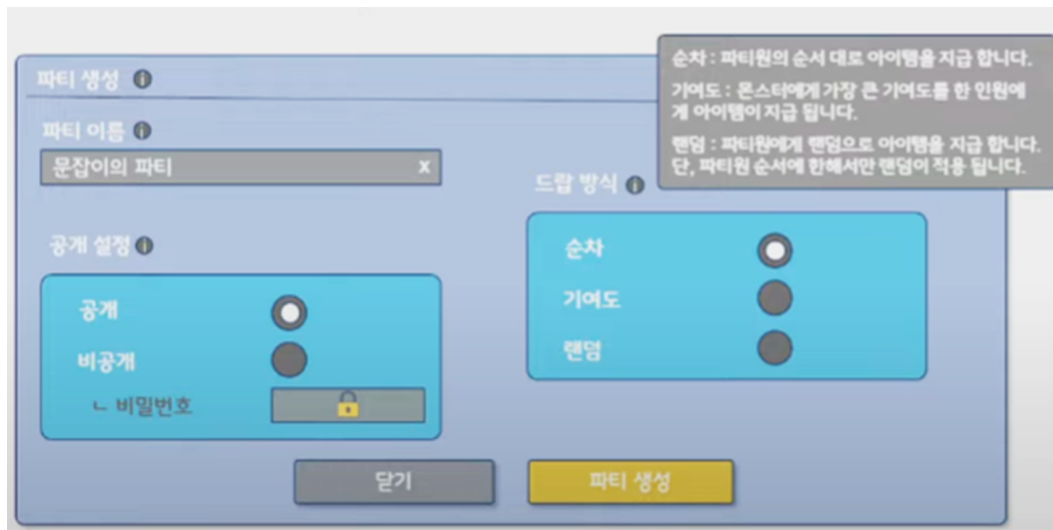 순차 : 파티원의 순서 대로 아이템을 지급 합니다.
기여도 : 몬스터에게 가장 큰 기여도를 한 인원에
게 아이템이 지급 됩니다.
랜덤 : 파티원에게 랜덤으로 아이템을 지급 합니다.
단, 파티원 순서에 한해서만 랜덤이 적용 됩니다.
파티 생성
파티 이름
문잡이의 파티 x
드랍 방식
순차
기여도
랜덤
공개 설정
공개
비공개
ㄴ 비밀번호
닫기
파티 생성